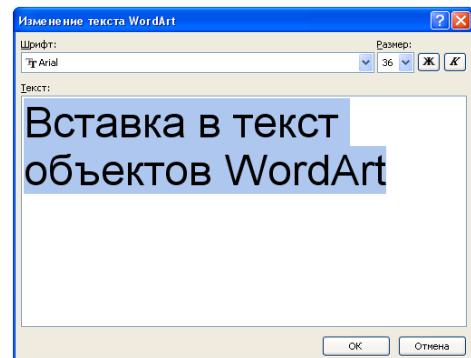 Изменение текста WordArt
Шрифт:
Размер:
Arial
36
Ж
К
Текст:
Вставка в текст
объектов WordArt
ОК
Отмена